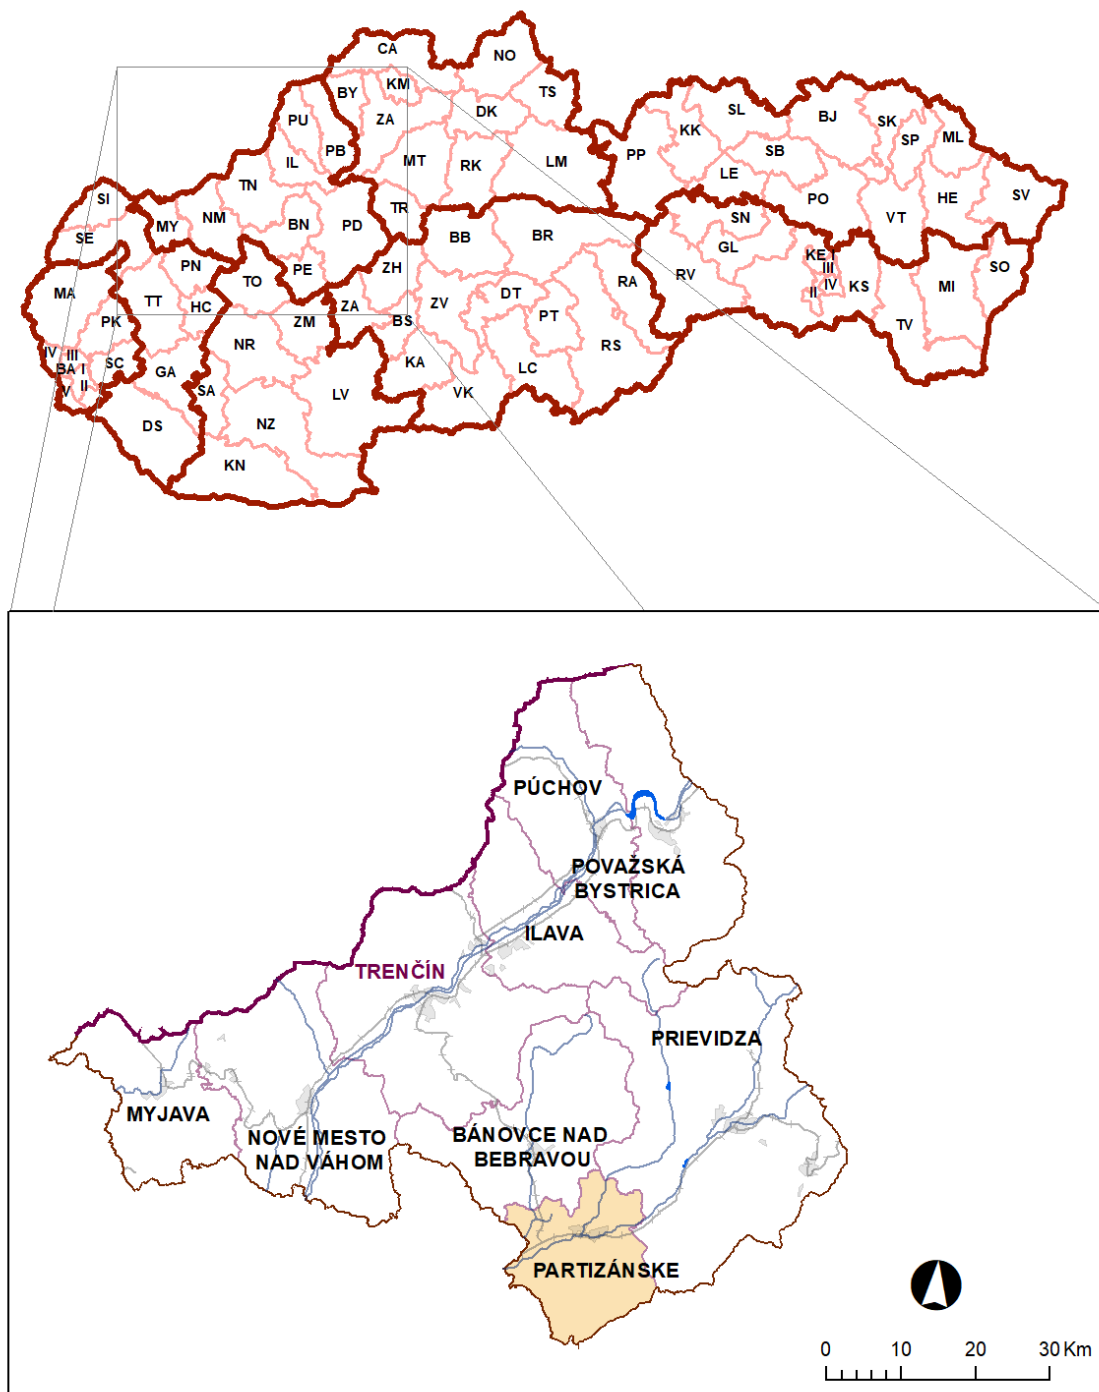 CA
NO
BY
KM
TS
PU
ZA
DK
SL
BJ
SK
KK
SP
ML
PB
IL
MT
RK
LM
PP
SB
LE
TN
SI
NM
MY
BN
PD
TR
PO
HE
SV
VT
SN
SE
BB
BR
GL
PN
PE
ZH
RV
KE I
III
SO
MA
TT
TO
RA
IV
KS
MI
II
HC
ZA
ZV
DT
PK
ZM
BS
PT
TV
NR
RS
IV
III
BA
I
SC
GA
KA
LC
II
V
SA
LV
VK
DS
NZ
KN
PÚCHOV
POVAŽSKÁ
BYSTRICA
ILAVA
TRENČÍN
PRIEVIDZA
MYJAVA
NOVÉ MESTO
NAD VÁHOM
BÁNOVCE NAD
BEBRAVOU
PARTIZÁNSKE
0 10 20 30 Km